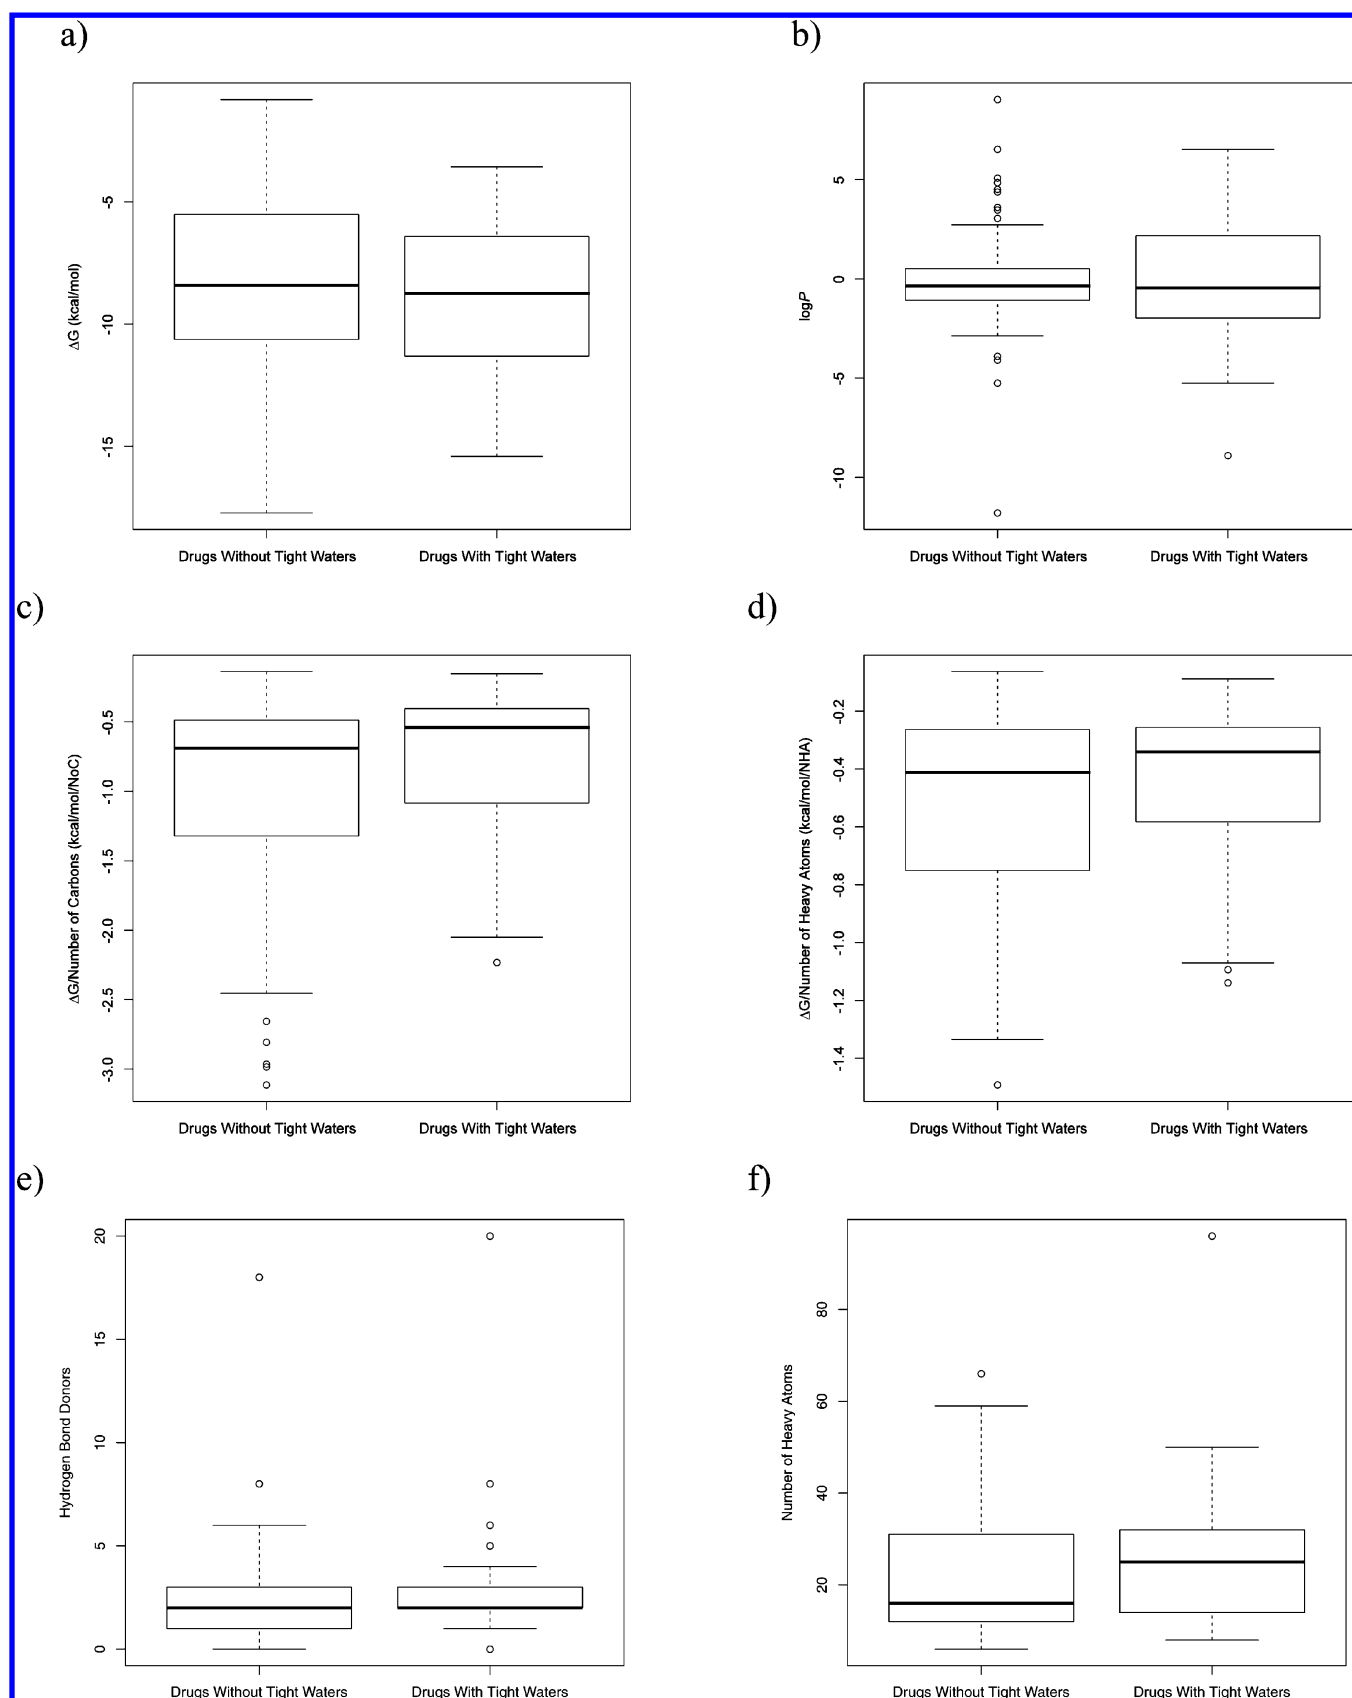 a)
ΔG (kcal/mol)
-5
-10
-15
Drugs Without Tight Waters
Drugs With Tight Waters
b)
logP
5
0
-5
-10
Drugs Without Tight Waters
Drugs With Tight Waters
c)
ΔG/Number of Carbons (kcal/mol/NoC)
-0.5
-1.0
-1.5
-2.0
-2.5
-3.0
Drugs Without Tight Waters
Drugs With Tight Waters
d)
ΔG/Number of Heavy Atoms (kcal/mol/NHA)
-0.2
-0.4
-0.6
-0.8
-1.0
-1.2
-1.4
Drugs Without Tight Waters
Drugs With Tight Waters
e)
Hydrogen Bond Donors
20
15
10
5
0
Drugs Without Tight Waters
Drugs With Tight Waters
f)
Number of Heavy Atoms
80
60
40
20
Drugs Without Tight Waters
Drugs With Tight Waters